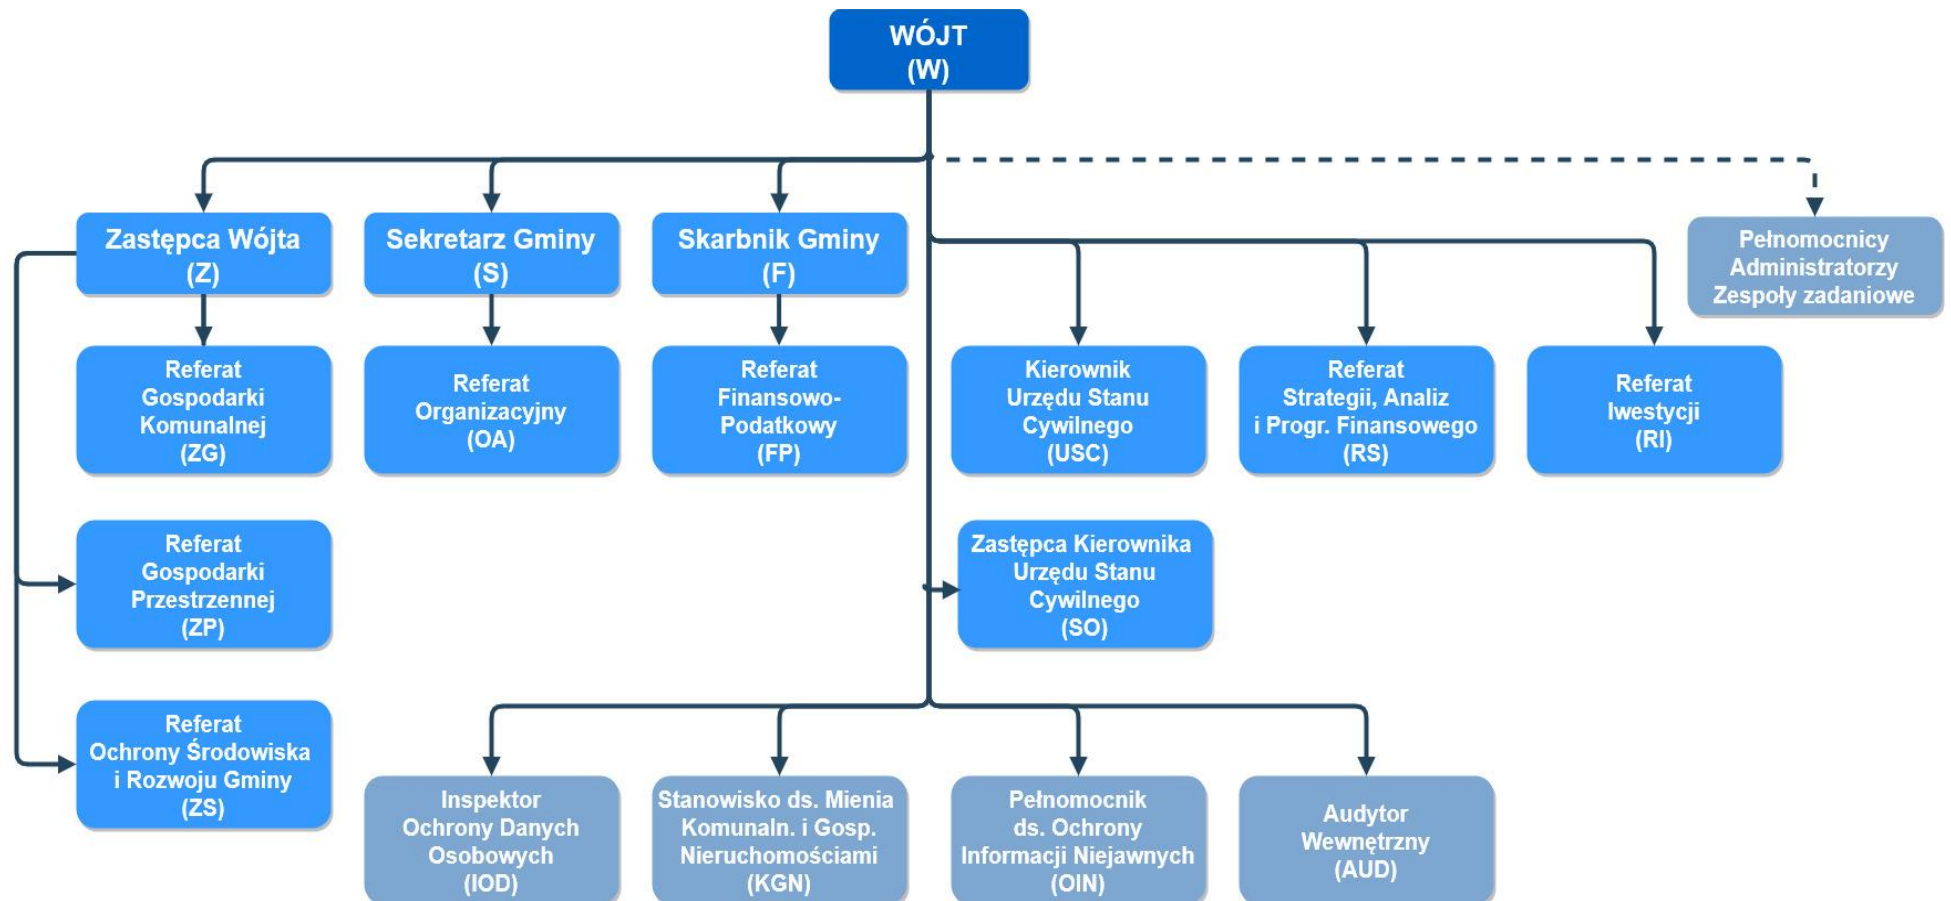 WÓJT
(W)
Zastępca Wójta
(Z)
Sekretarz Gminy
(S)
Skarbnik Gminy
(F)
Pełnomocnicy
Administratorzy
Zespoły zadaniowe
Referat
Gospodarki
Komunalnej
(ZG)
Referat
Organizacyjny
(OA)
Referat
Finansowo-
Podatkowy
(FP)
Kierownik
Urzędu Stanu
Cywilnego
(USC)
Referat
Strategii, Analiz
i Progr. Finansowego
(RS)
Referat
Iwestycji
(RI)
Referat
Gospodarki
Przestrzennej
(ZP)
Zastępca Kierownika
Urzędu Stanu
Cywilnego
(SO)
Referat
Ochrony Środowiska
i Rozwoju Gminy
(ZS)
Inspektor
Ochrony Danych
Osobowych
(IOD)
Stanowisko ds. Mienia
Komunaln. i Gosp.
Nieruchomościami
(KGN)
Pełnomocnik
ds. Ochrony
Informacji Niejawnych
(OIN)
Audytor
Wewnętrzny
(AUD)